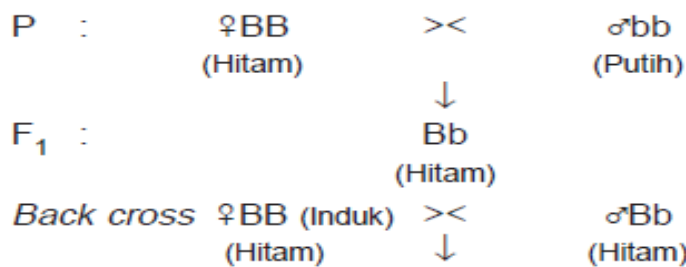 P : ♀BB >< ♂bb
(Hitam) (Putih)
↓
F₁ : Bb
(Hitam)
Back cross ♀BB (Induk) >< ♂Bb
(Hitam) ↓ (Hitam)